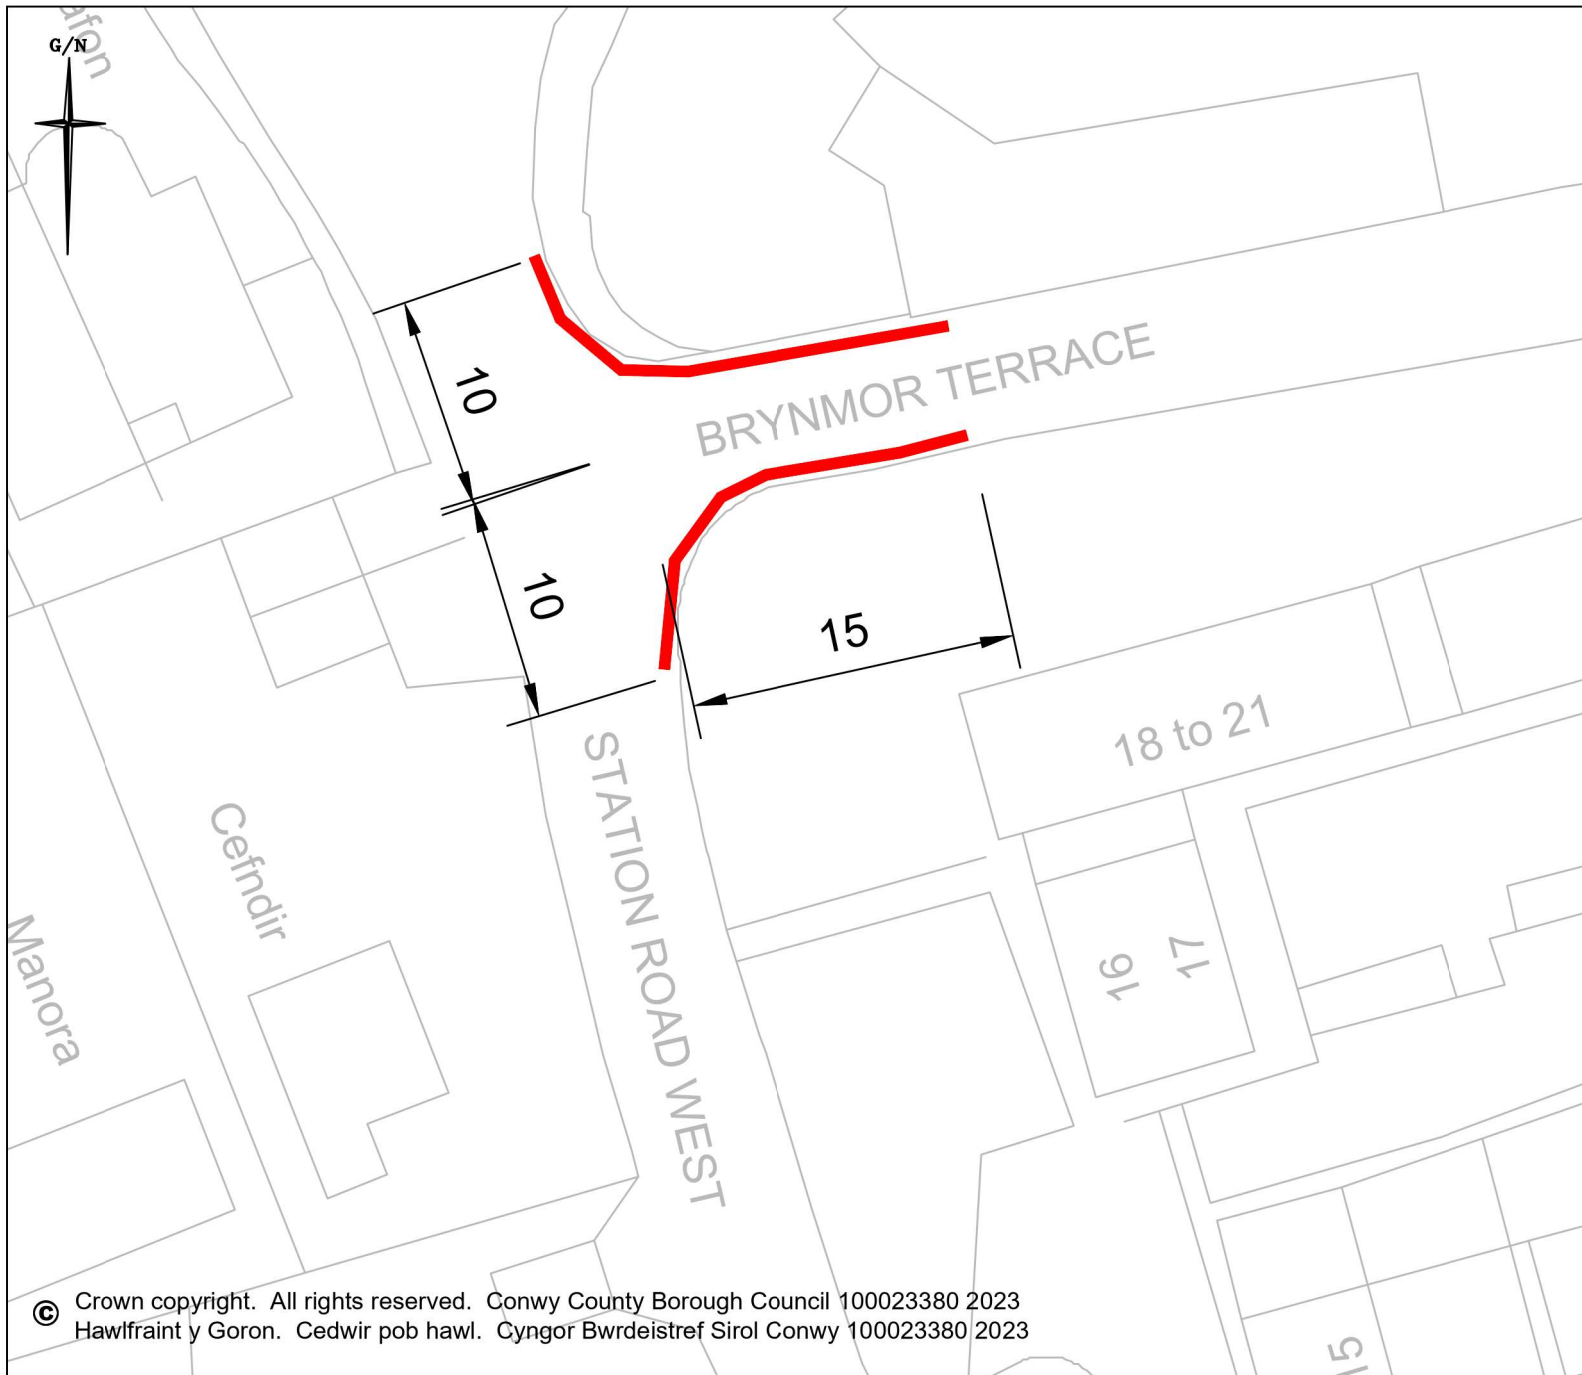 afon
G/N
10
BRYNMOR TERRACE
10
15
18 to 21
STATION ROAD WEST
Cefndir
Manora
16
17
© Crown copyright. All rights reserved. Conwy County Borough Council 100023380 2023
Hawlfraint y Goron. Cedwir pob hawl. Cyngor Bwrdeistref Sirol Conwy 100023380 2023